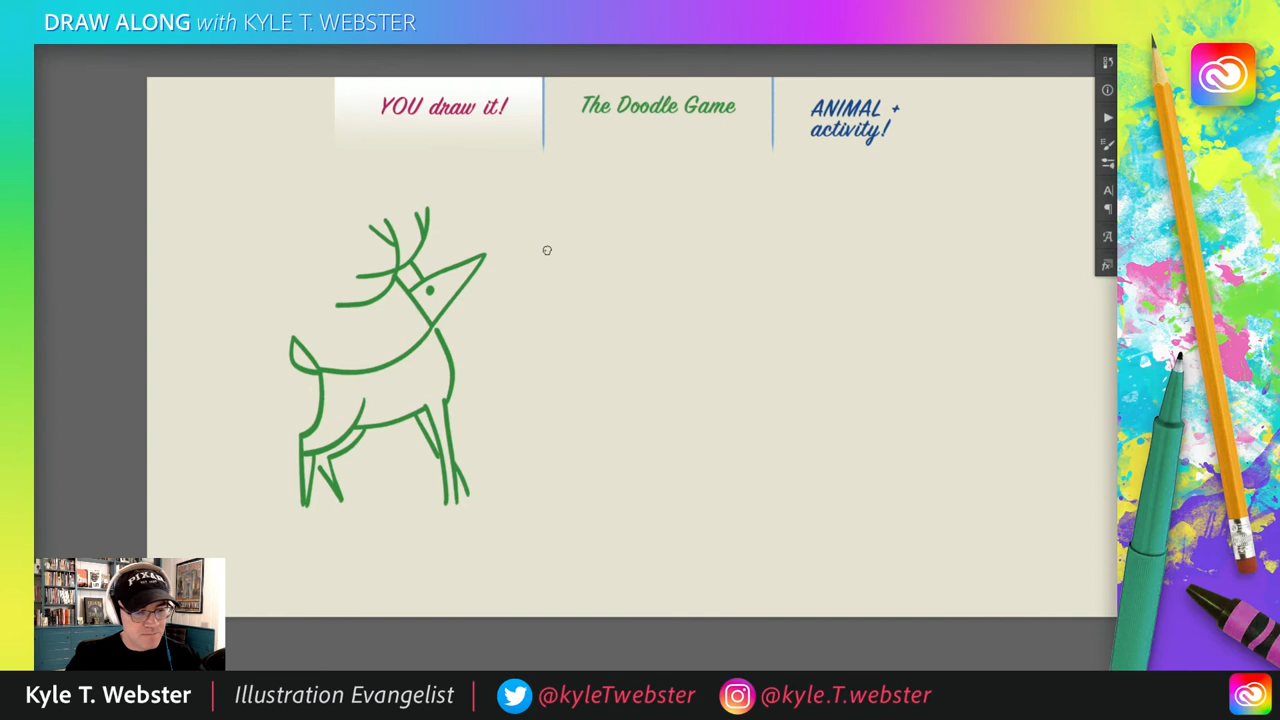 DRAW ALONG with KYLE T. WEBSTER
YOU draw it!
The Doodle Game
ANIMAL +
activity!
PIXAR
Kyle T. Webster | Illustration Evangelist | @kyleTwebster @kyle.T.webster